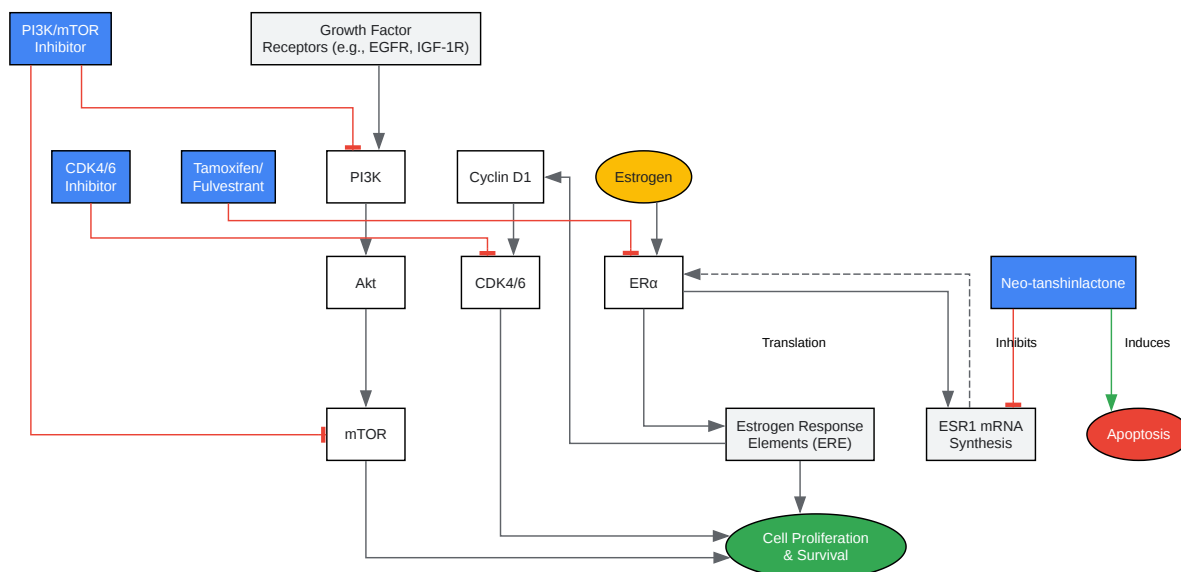 PI3K/mTOR
Inhibitor
Growth Factor
Receptors (e.g., EGFR, IGF-1R)
CDK4/6
Inhibitor
Tamoxifen/
Fulvestrant
PI3K
Cyclin D1
Estrogen
Akt
CDK4/6
ERα
Neo-tanshinlactone
Translation
Inhibits
Induces
mTOR
Estrogen Response
Elements (ERE)
ESR1 mRNA
Synthesis
Apoptosis
Cell Proliferation
& Survival